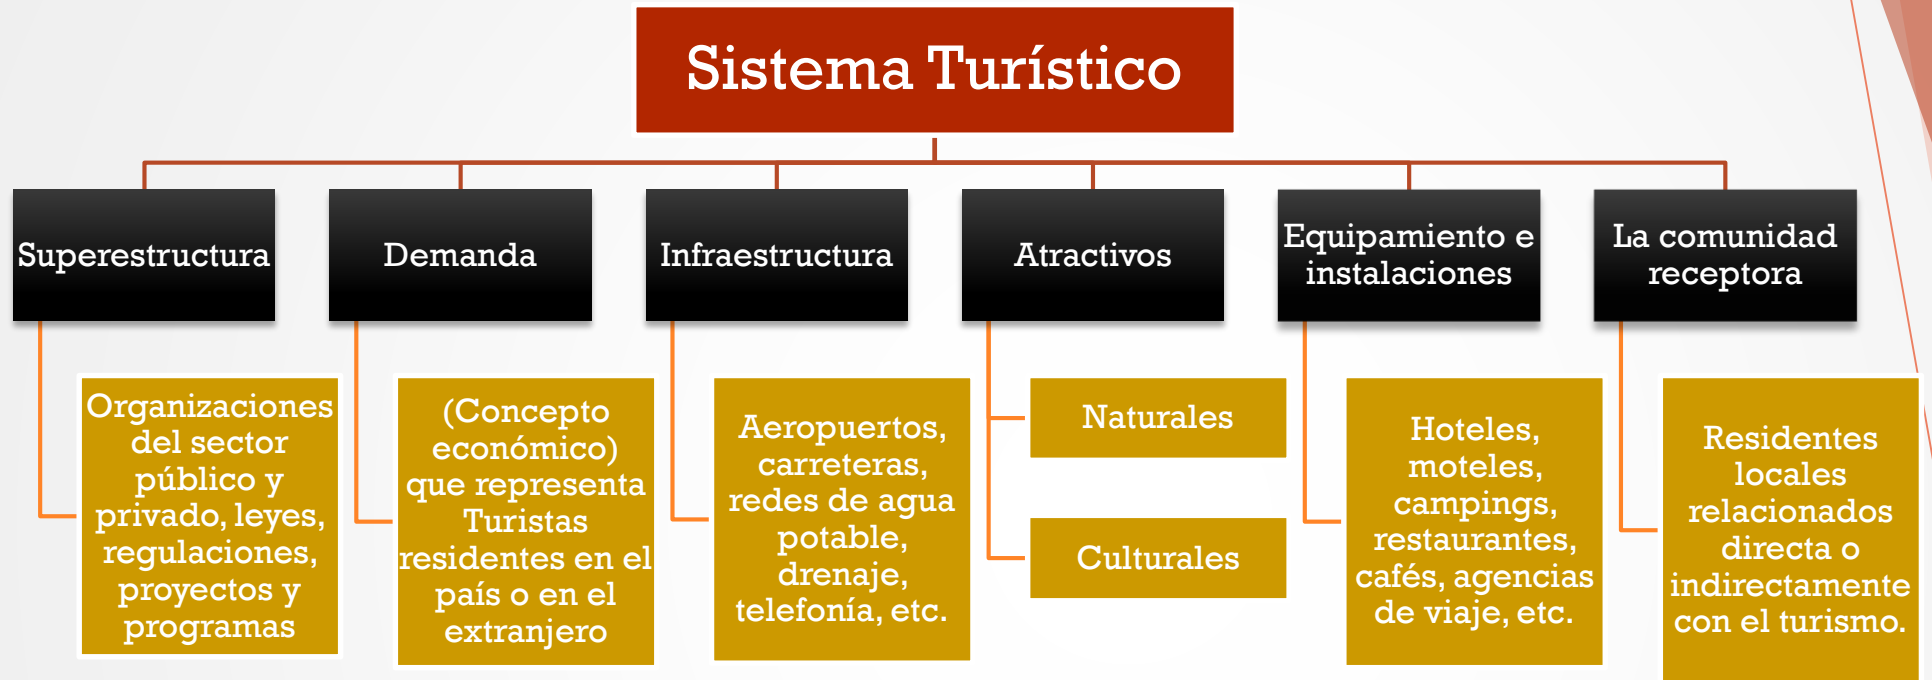 Sistema Turístico
Superestructura
Demanda
Infraestructura
Atractivos
Equipamiento e
instalaciones
La comunidad
receptora
Organizaciones
del sector
público y
privado, leyes,
regulaciones,
proyectos y
programas
(Concepto
económico)
que representa
Turistas
residentes en el
país o en el
extranjero
Aeropuertos,
carreteras,
redes de agua
potable,
drenaje,
telefonía, etc.
Naturales
Culturales
Hoteles,
moteles,
campings,
restaurantes,
cafés, agencias
de viaje, etc.
Residentes
locales
relacionados
directa o
indirectamente
con el turismo.